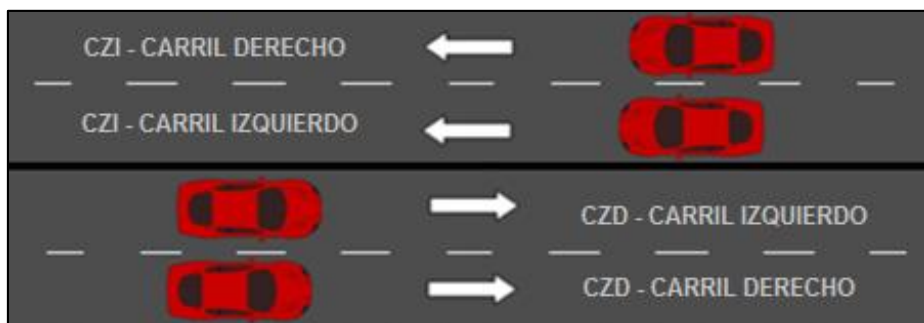 CZI - CARRIL DERECHO
CZI - CARRIL IZQUIERDO
CZD - CARRIL IZQUIERDO
CZD - CARRIL DERECHO